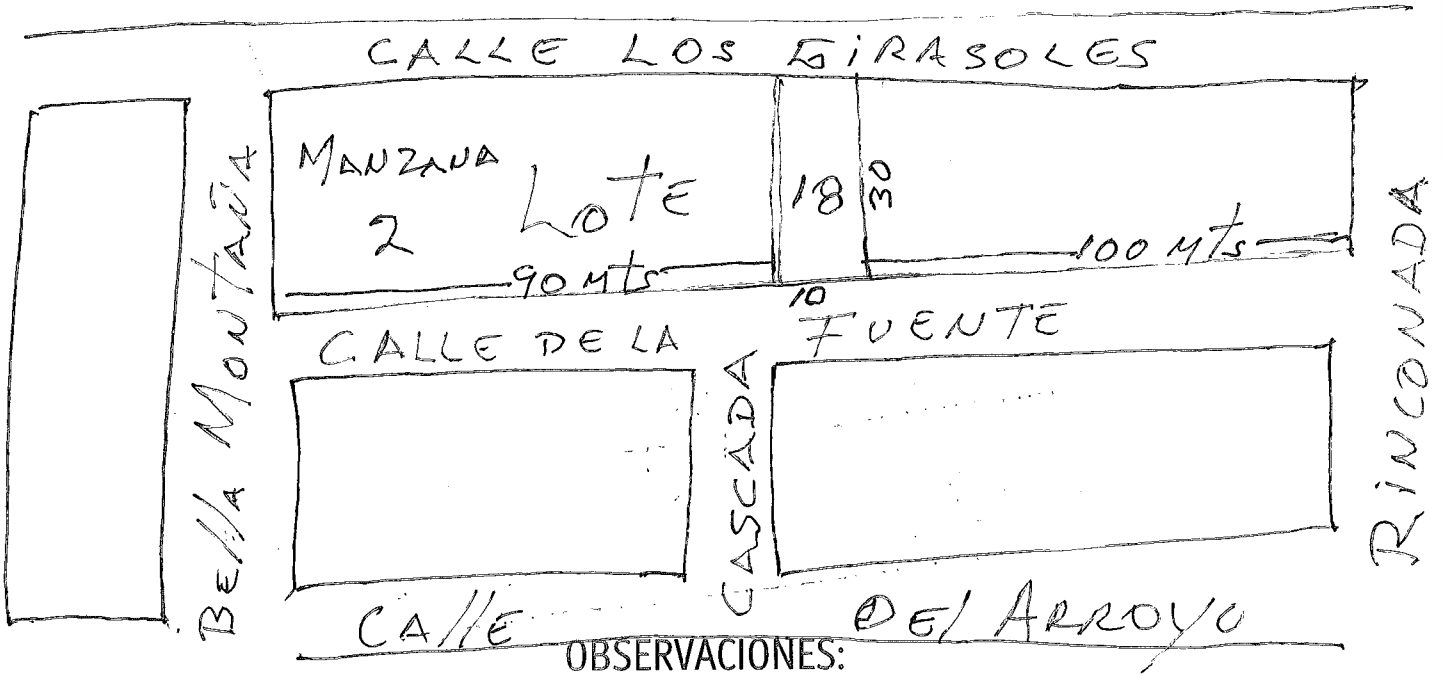 CALLE LOS GIRASOLES
MANZANA
2
LOTE
18
30
90 Mts
100 Mts
10
CALLE DE LA FUENTE
Bella MONTAÑA
CASCADA
RINCONADA
CAlle DEl ARROYO
OBSERVACIONES: